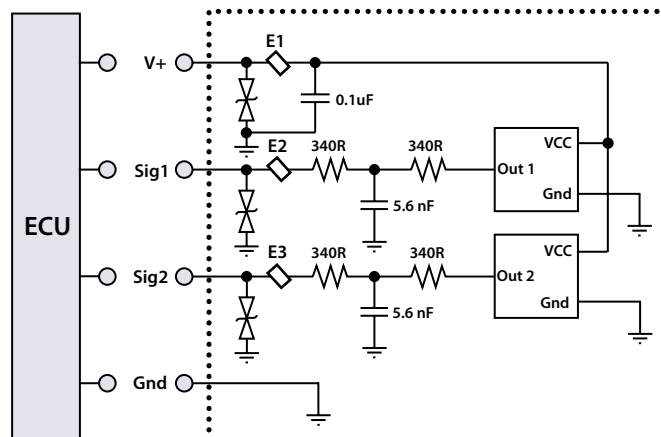 E1
V+
0.1uF
E2
340R
340R
VCC
Sig1
Out 1
Gnd
5.6 nF
ECU
E3
340R
340R
VCC
Sig2
Out 2
Gnd
5.6 nF
Gnd